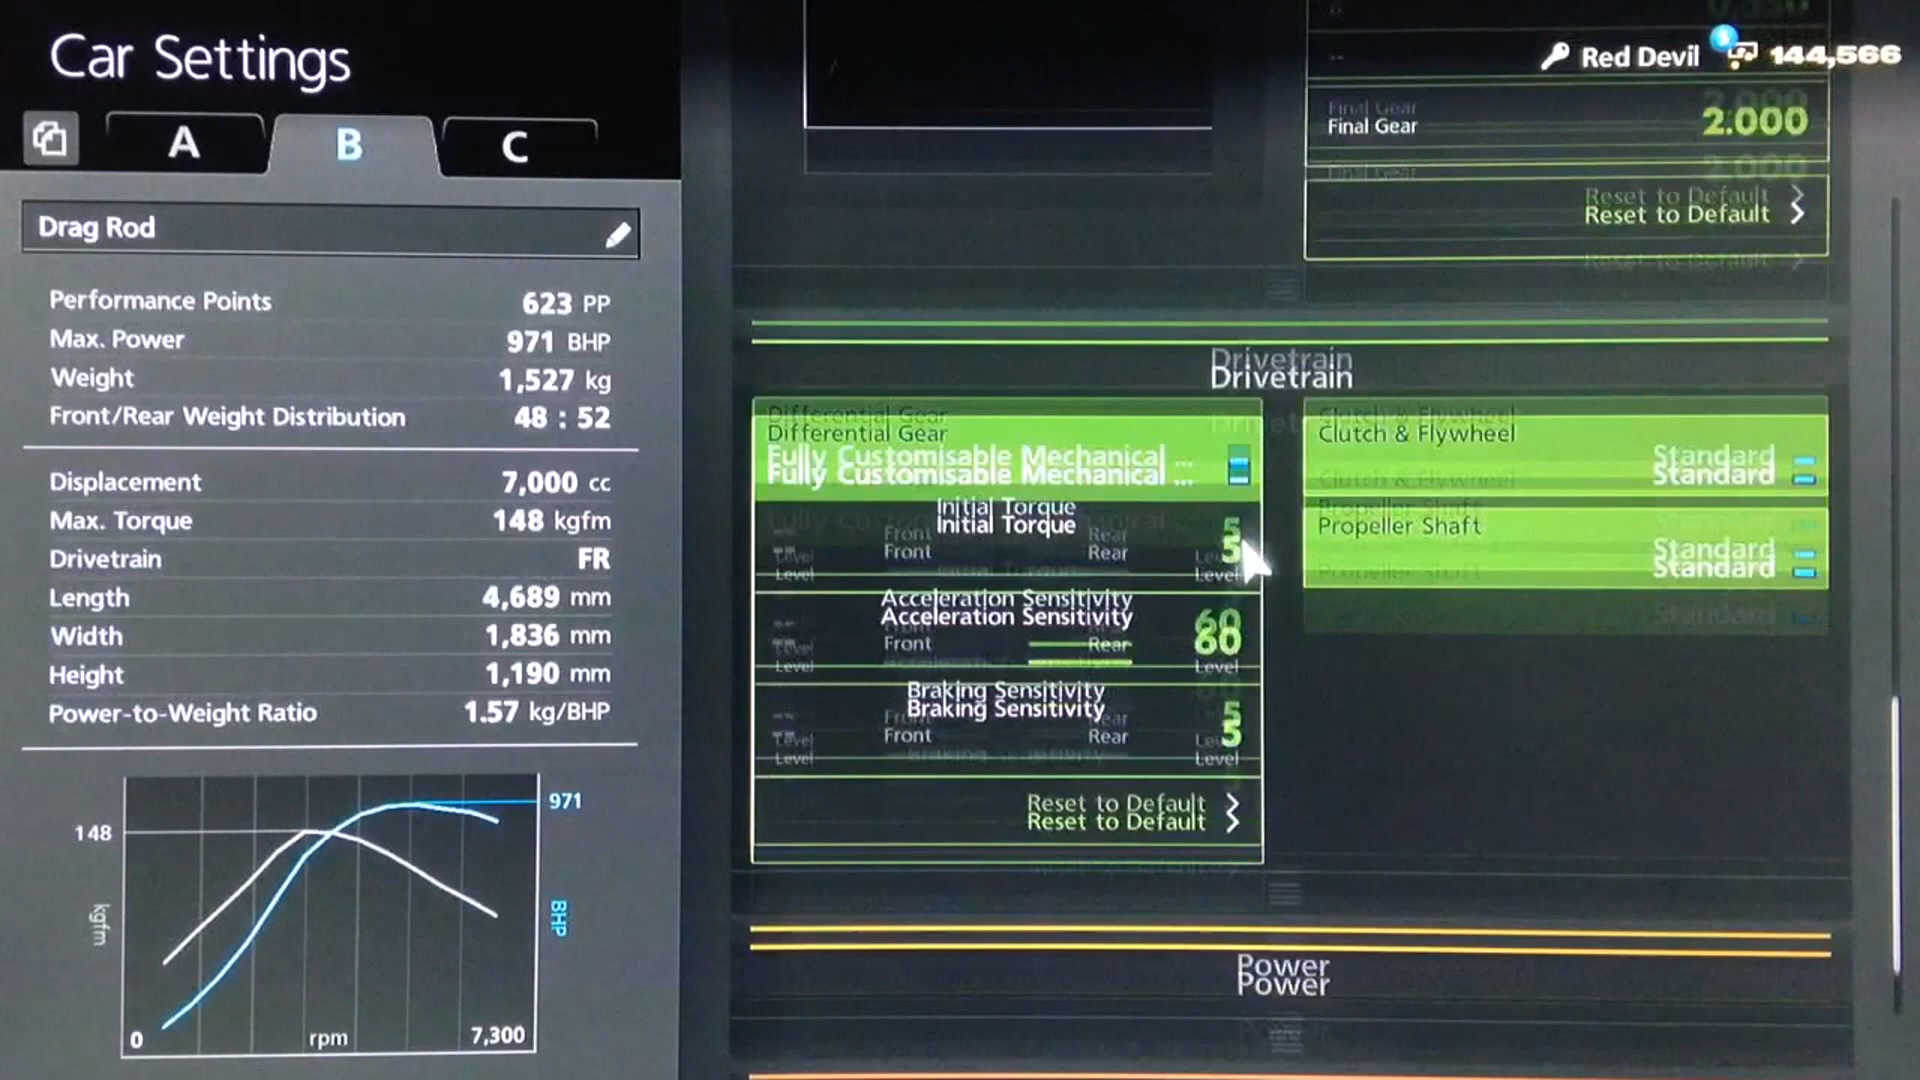 Car Settings
Red Devil
144,566
A
B
C
Drag Rod
Performance Points 623 PP
Max. Power 971 BHP
Weight 1,527 kg
Front/Rear Weight Distribution 48 : 52
Displacement 7,000 cc
Max. Torque 148 kgfm
Drivetrain FR
Length 4,689 mm
Width 1,836 mm
Height 1,190 mm
Power-to-Weight Ratio 1.57 kg/BHP
971
148
kgfm
BHP
0
rpm
7,300
Final Gear 2.000
Reset to Default
Drivetrain
Differential Gear
Fully Customisable Mechanical ...
Initial Torque
-- Front Rear 5
Level Level
Acceleration Sensitivity
-- Front Rear 60
Level Level
Braking Sensitivity
-- Front Rear 5
Level Level
Reset to Default
Clutch & Flywheel
Standard
Propeller Shaft
Standard
Power